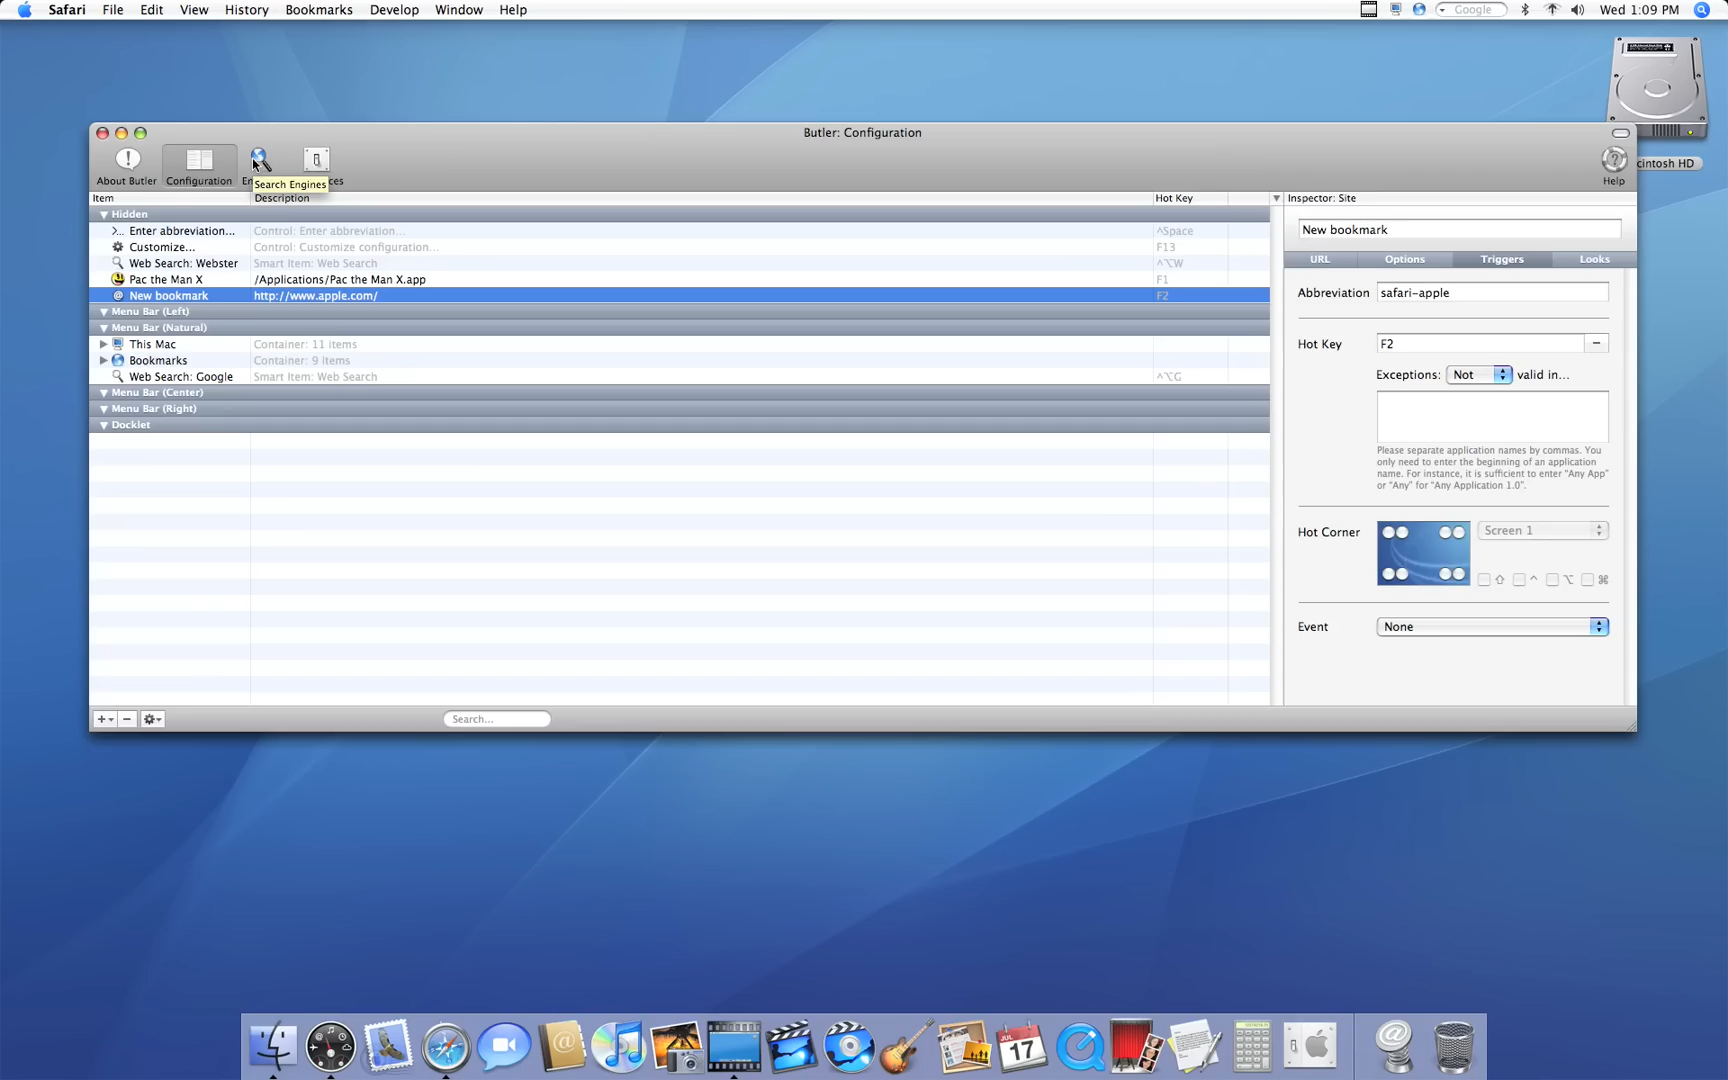 Safari File Edit View History Bookmarks Develop Window Help
Google
Wed 1:09 PM
Butler: Configuration
About Butler
Configuration
Search Engines
Help
cintosh HD
Item Description Hot Key
Inspector: Site
Hidden
>... Enter abbreviation... Control: Enter abbreviation... ^Space
Customize... Control: Customize configuration... F13
Web Search: Webster Smart Item: Web Search ^⌥W
Pac the Man X /Applications/Pac the Man X.app F1
New bookmark http://www.apple.com/ F2
Menu Bar (Left)
Menu Bar (Natural)
This Mac Container: 11 items
Bookmarks Container: 9 Items
Web Search: Google Smart Item: Web Search ^⌥G
Menu Bar (Center)
Menu Bar (Right)
Docklet
Search...
New bookmark
URL Options Triggers Looks
Abbreviation safari-apple
Hot Key F2
Exceptions: Not valid in...
Please separate application names by commas. You
only need to enter the beginning of an application
name. For instance, it is sufficient to enter "Any App"
or "Any" for "Any Application 1.0".
Hot Corner Screen 1
⇧ ^ ⌥ ⌘
Event None
JUL
17